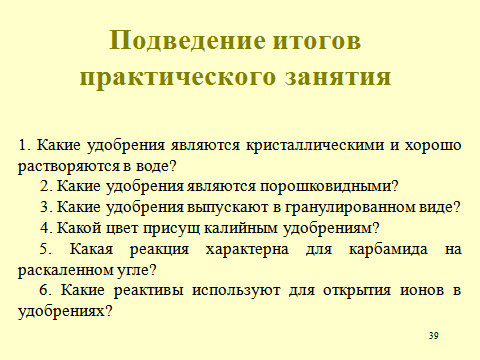 Подведение итогов
практического занятия
1. Какие удобрения являются кристаллическими и хорошо
растворяются в воде?
2. Какие удобрения являются порошковидными?
3. Какие удобрения выпускают в гранулированном виде?
4. Какой цвет присущ калийным удобрениям?
5. Какая реакция характерна для карбамида на
раскаленном угле?
6. Какие реактивы используют для открытия ионов в
удобрениях?
39